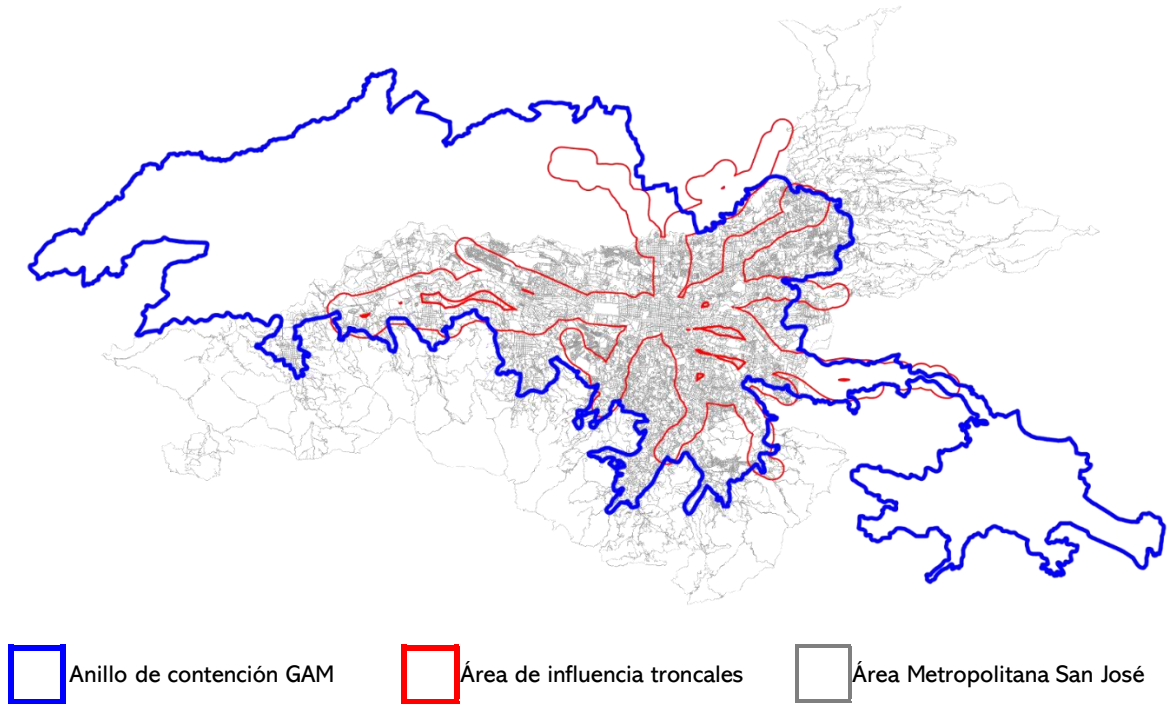 Anillo de contención GAM
Área de influencia troncales
Área Metropolitana San José